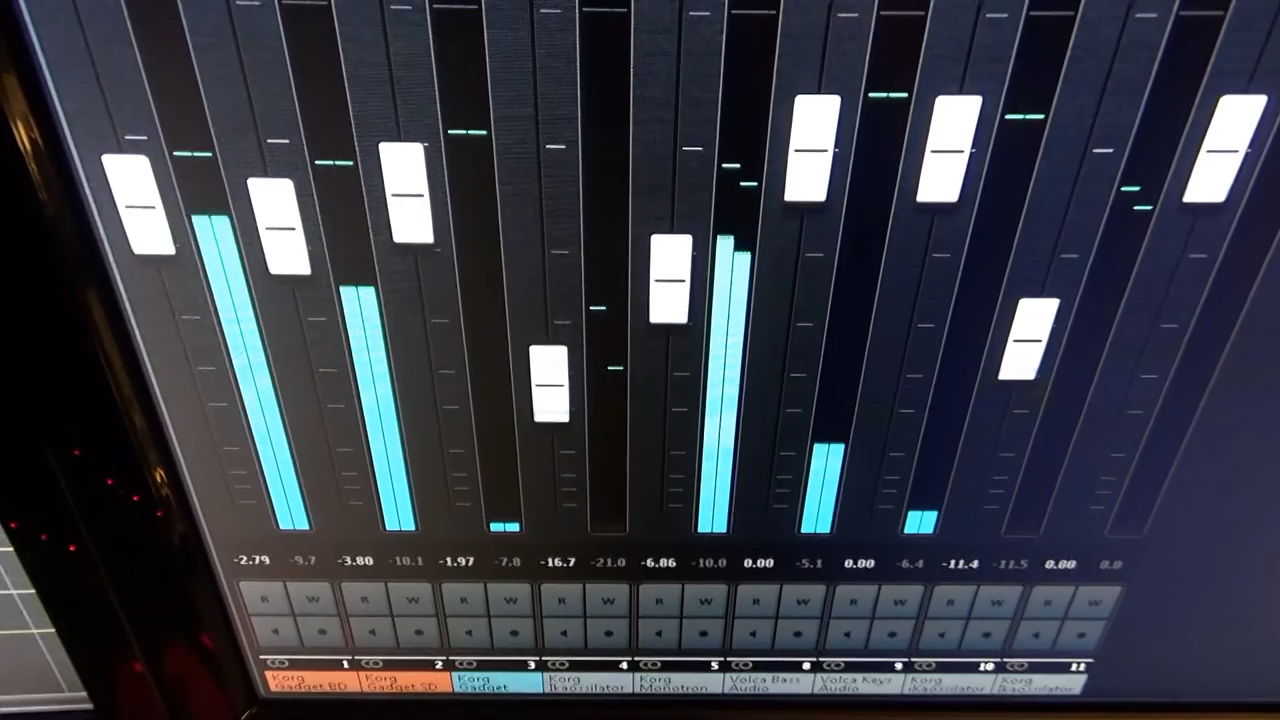 -2.79 -9.7 -3.80 -10.1 -1.97 -7.8 -16.7 -21.0 -6.86 -10.0 0.00 -5.1 0.00 -6.4 -11.4 -11.5 0.00 0.0
R W R W R W R W R W R W R W R W R W
1 2 3 4 5 8 9 10 11
Korg Korg Korg Korg Korg Volca Bass Volca Keys Korg Korg
Gadget BD Gadget SD Gadget Ikaossilator Monotron Audio Audio iKaossilator Ikaossilator